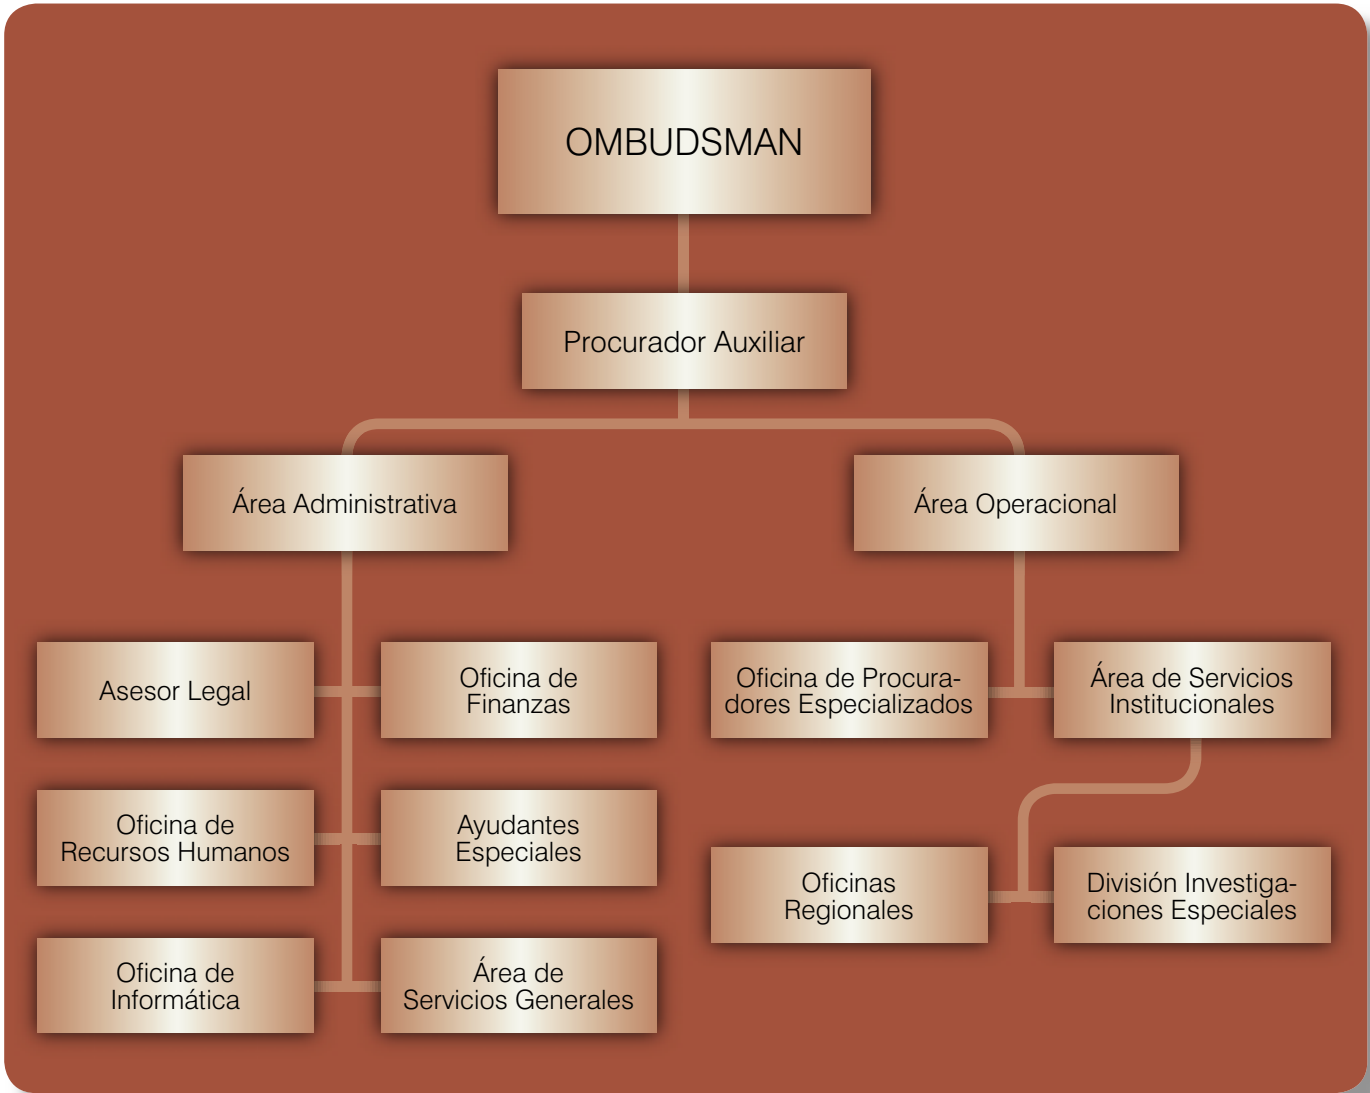 OMBUDSMAN
Procurador Auxiliar
Área Administrativa
Área Operacional
Asesor Legal
Oficina de
Finanzas
Oficina de Procura-
dores Especializados
Área de Servicios
Institucionales
Oficina de
Recursos Humanos
Ayudantes
Especiales
Oficinas
Regionales
División Investiga-
ciones Especiales
Oficina de
Informática
Área de
Servicios Generales